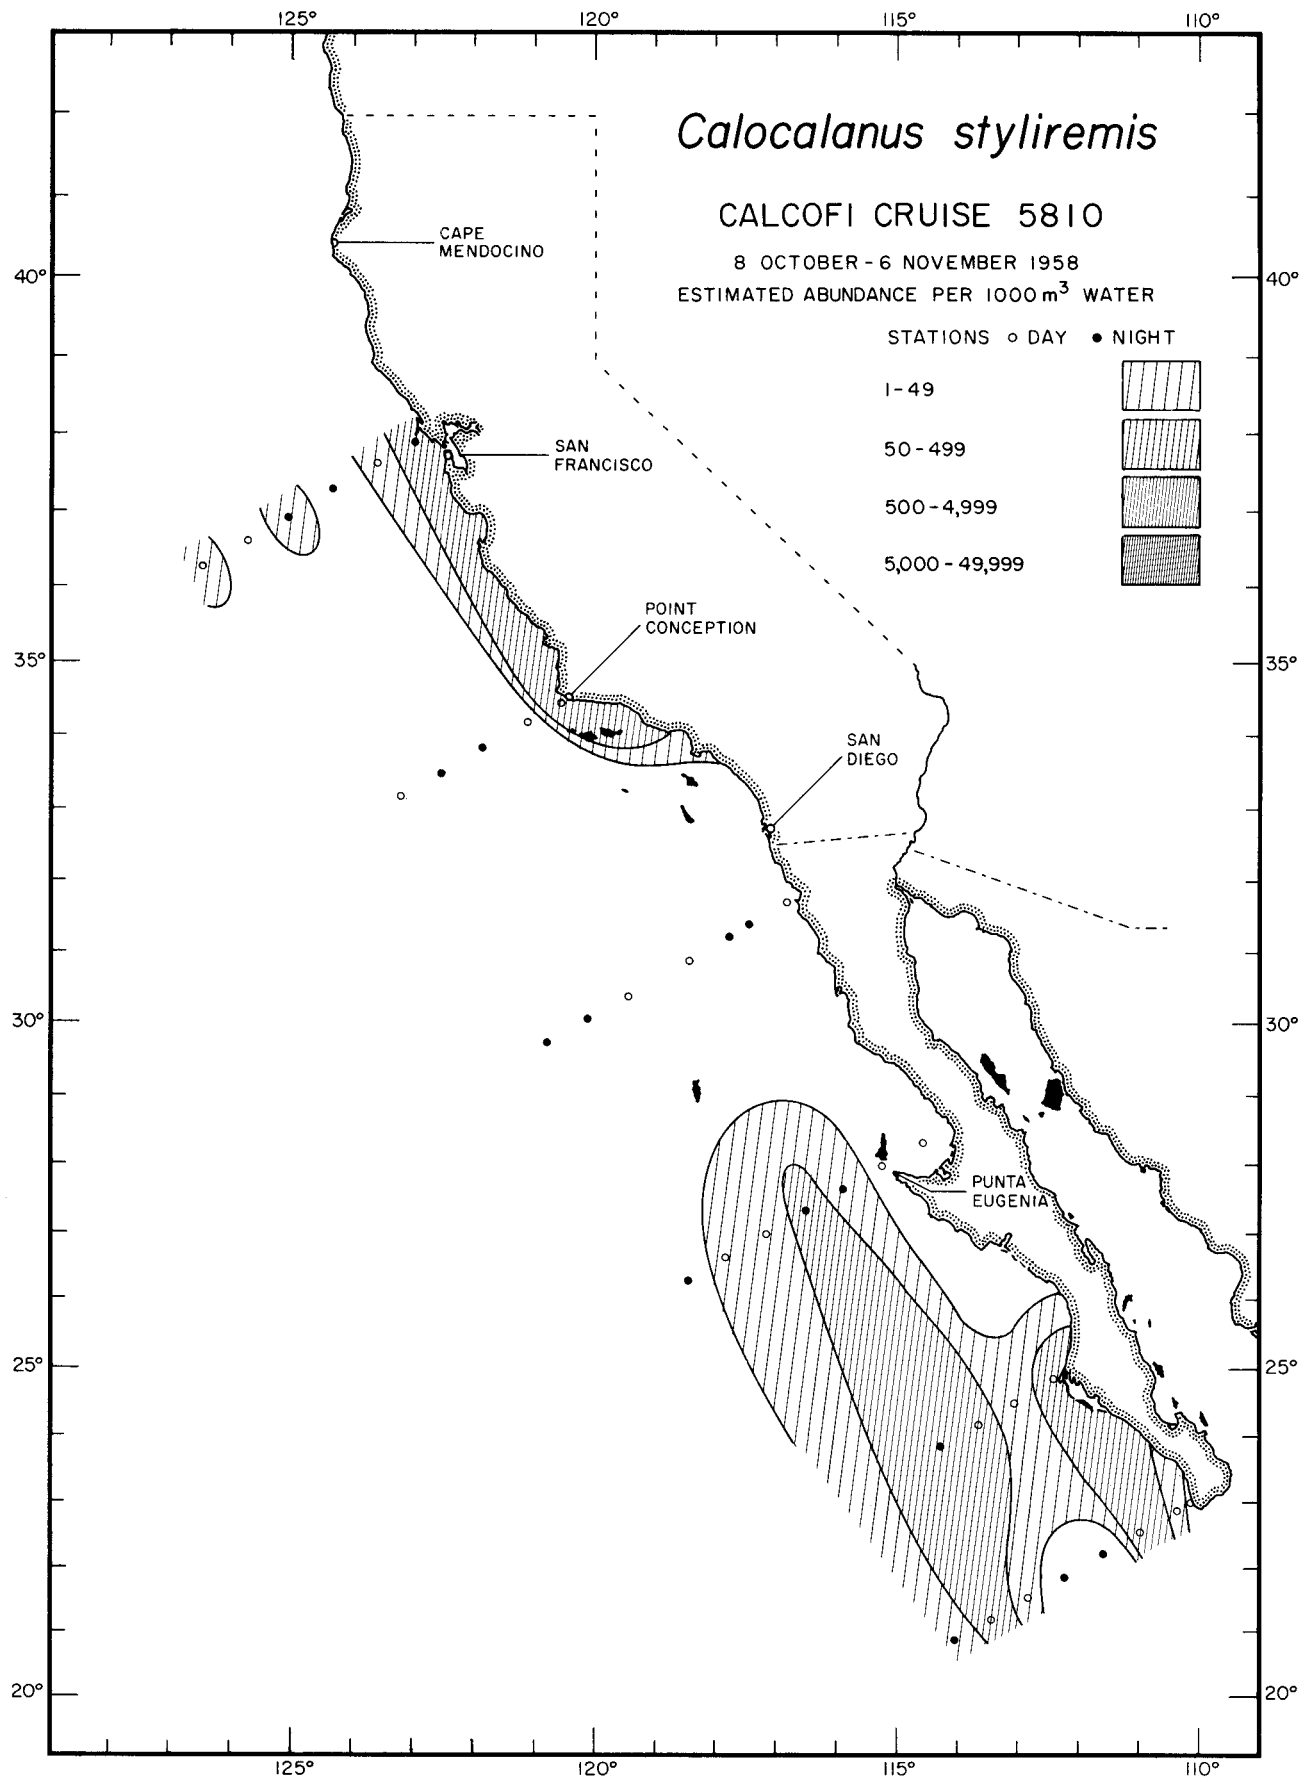 125° 120° 115° 110°
Calocalanus styliremis
CALCOFI CRUISE 5810
8 OCTOBER - 6 NOVEMBER 1958
ESTIMATED ABUNDANCE PER 1000 m³ WATER
STATIONS ○ DAY ● NIGHT
1 - 49
50 - 499
500 - 4,999
5,000 - 49,999
CAPE
MENDOCINO
40° 40°
SAN
FRANCISCO
POINT
CONCEPTION
35° 35°
SAN
DIEGO
30° 30°
PUNTA
EUGENIA
25° 25°
20° 20°
125° 120° 115° 110°